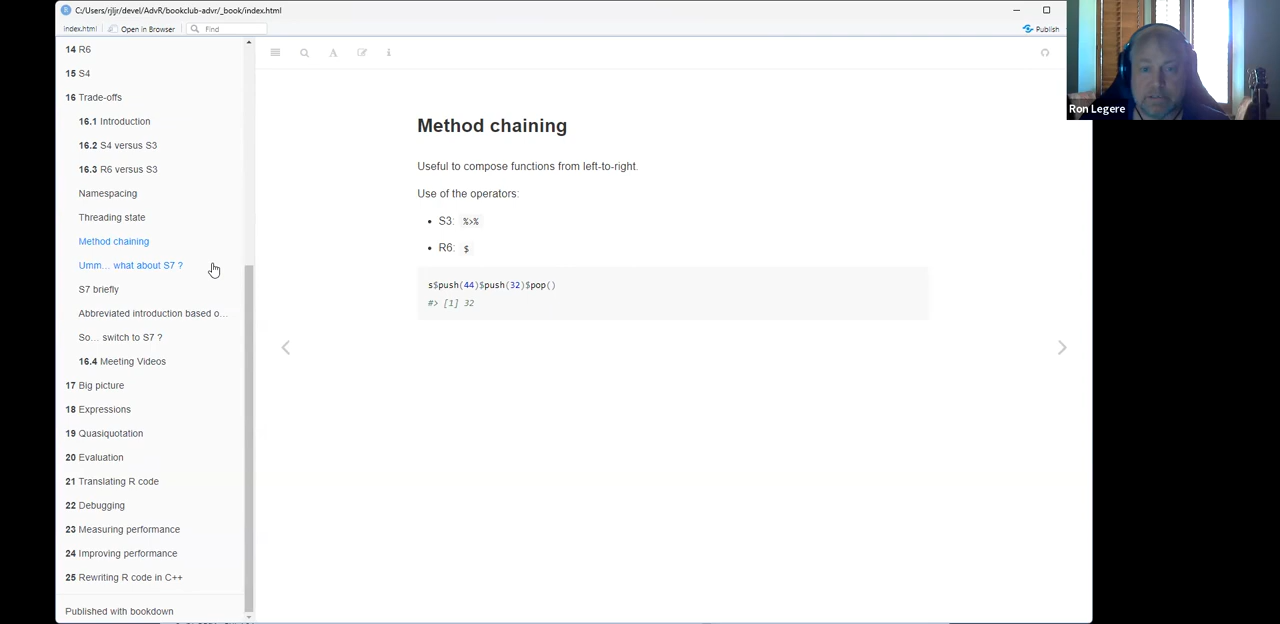 C:/Users/rjljr/devel/AdvR/bookclub-advr/_book/index.html
index.html
Open in Browser
Find
Publish
14 R6
15 S4
16 Trade-offs
16.1 Introduction
16.2 S4 versus S3
16.3 R6 versus S3
Namespacing
Threading state
Method chaining
Umm... what about S7 ?
S7 briefly
Abbreviated introduction based o...
So... switch to S7 ?
16.4 Meeting Videos
17 Big picture
18 Expressions
19 Quasiquotation
20 Evaluation
21 Translating R code
22 Debugging
23 Measuring performance
24 Improving performance
25 Rewriting R code in C++
Published with bookdown
Method chaining
Useful to compose functions from left-to-right.
Use of the operators:
• S3: %>%
• R6: $
s$push(44)$push(32)$pop()
#> [1] 32
Ron Legere